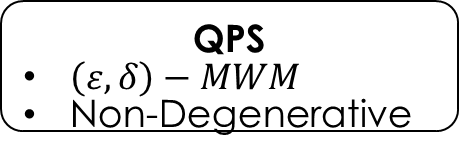 QPS
• (ε, δ) − MWM
• Non-Degenerative